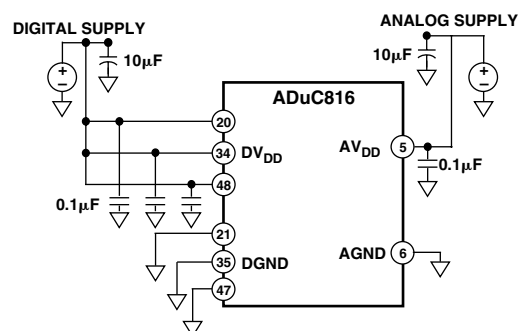 DIGITAL SUPPLY
ANALOG SUPPLY
10μF
10μF
+
−
+
−
ADuC816
20
34
DVDD
48
0.1μF
AVDD
5
0.1μF
21
35
DGND
47
AGND
6